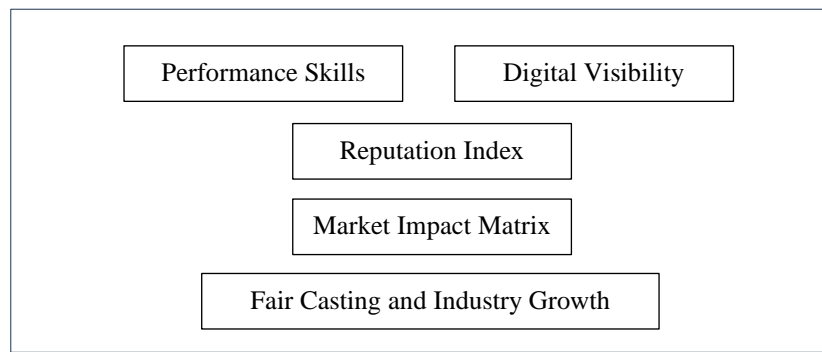 Performance Skills
Digital Visibility
Reputation Index
Market Impact Matrix
Fair Casting and Industry Growth